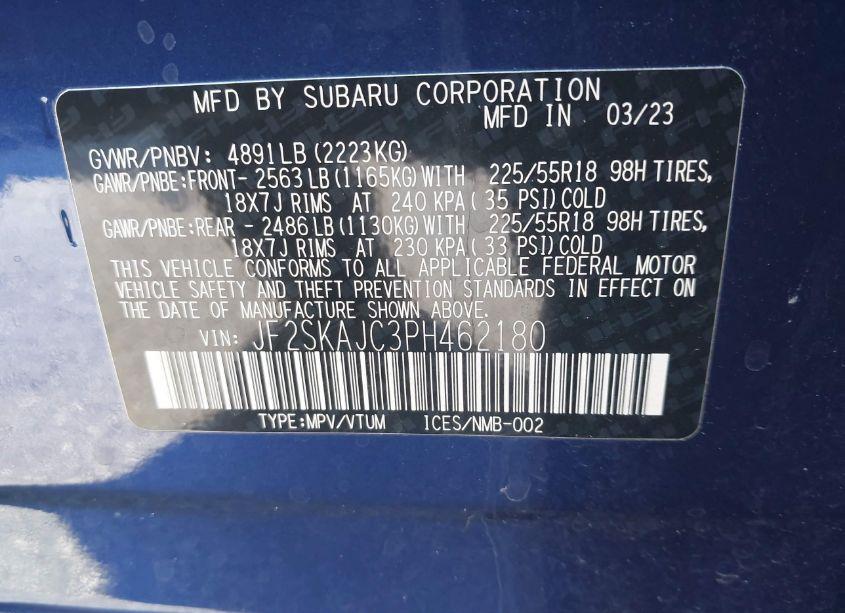 MFD BY SUBARU CORPORATION
MFD IN 03/23
GVWR/PNBV: 4891LB (2223KG)
GAWR/PNBE:FRONT- 2563LB (1165KG)WITH 225/55R18 98H TIRES,
18X7J RIMS AT 240 KPA( 35 PSI)COLD
GAWR/PNBE:REAR - 2486LB (1130KG)WITH 225/55R18 98H TIRES,
18X7J RIMS AT 230 KPA( 33 PSI)COLD
THIS VEHICLE CONFORMS TO ALL APPLICABLE FEDERAL MOTOR
VEHICLE SAFETY AND THEFT PREVENTION STANDARDS IN EFFECT ON
THE DATE OF MANUFACTURE SHOWN ABOVE.
VIN: JF2SKAJC3PH462180
TYPE:MPV/VTUM ICES/NMB-002